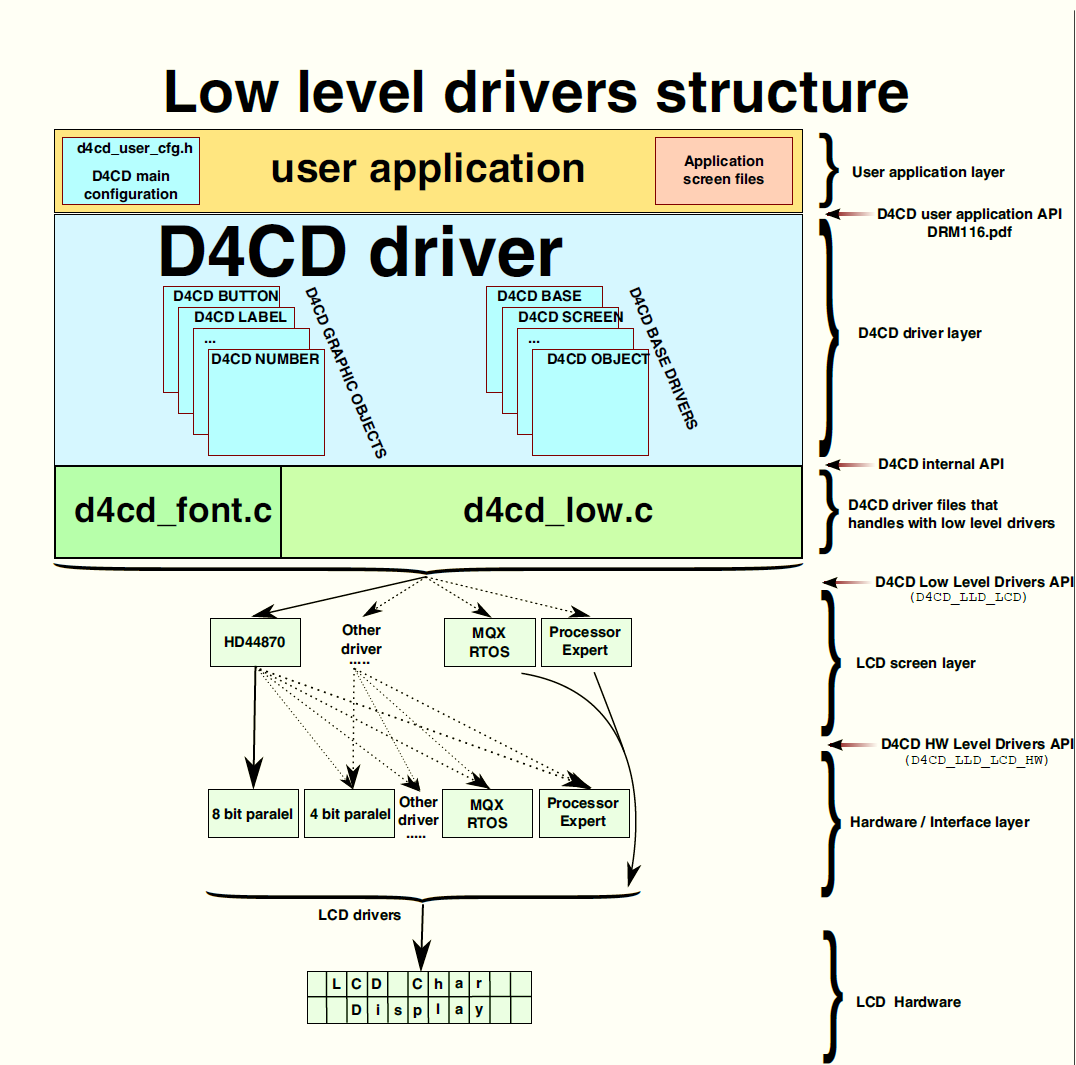 Low level drivers structure
d4cd_user_cfg.h
D4CD main
configuration
user application
Application
screen files
User application layer
D4CD user application API
DRM116.pdf
D4CD driver
D4CD BUTTON
D4CD LABEL
...
D4CD NUMBER
D4CD GRAPHIC OBJECTS
D4CD BASE
D4CD SCREEN
...
D4CD OBJECT
D4CD BASE DRIVERS
D4CD driver layer
D4CD internal API
d4cd_font.c
d4cd_low.c
D4CD driver files that
handles with low level drivers
D4CD Low Level Drivers API
(D4CD_LLD_LCD)
HD44870
Other
driver
.....
MQX
RTOS
Processor
Expert
LCD screen layer
D4CD HW Level Drivers API
(D4CD_LLD_LCD_HW)
8 bit paralel
4 bit paralel
Other
driver
.....
MQX
RTOS
Processor
Expert
Hardware / Interface layer
LCD drivers
LCD Char
Display
LCD Hardware